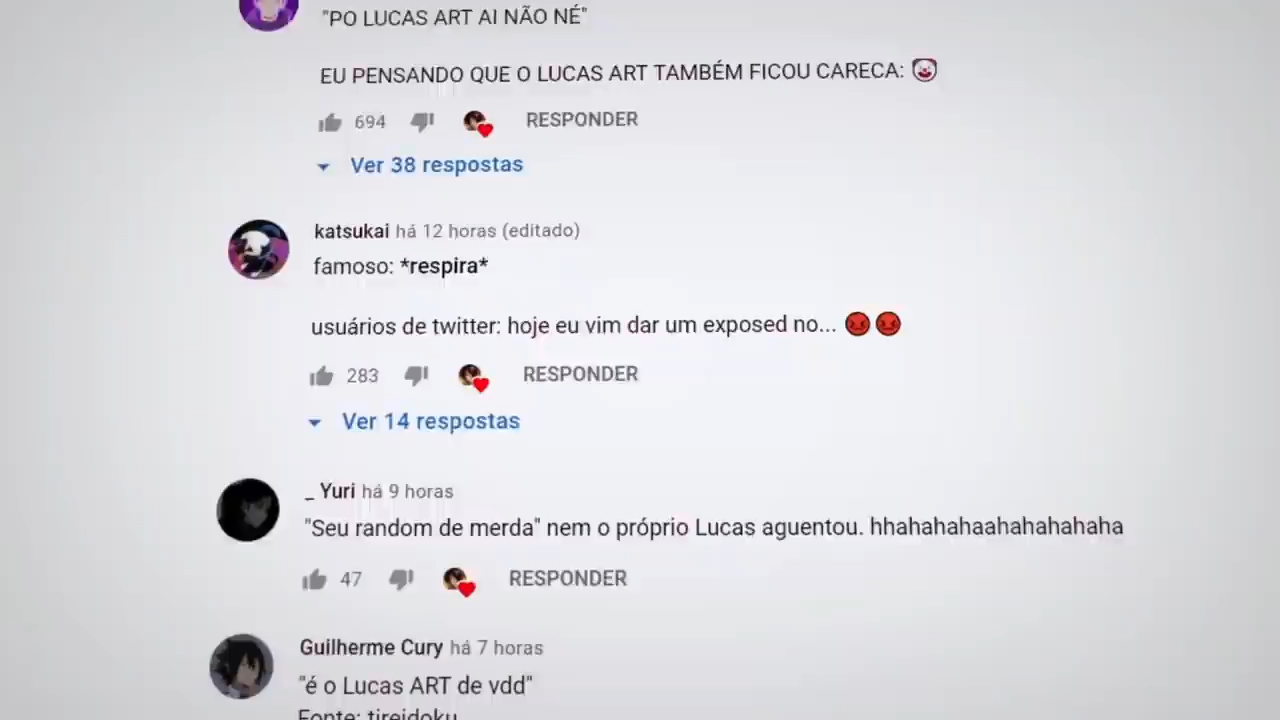 "PO LUCAS ART AI NÃO NÉ"
EU PENSANDO QUE O LUCAS ART TAMBÉM FICOU CARECA: 🤡
694 RESPONDER
Ver 38 respostas
katsukai há 12 horas (editado)
famoso: *respira*
usuários de twitter: hoje eu vim dar um exposed no... 😡😡
283 RESPONDER
Ver 14 respostas
_ Yuri há 9 horas
"Seu random de merda" nem o próprio Lucas aguentou. hhahahahaahahahahaha
47 RESPONDER
Guilherme Cury há 7 horas
"é o Lucas ART de vdd"
Fonte: tireidoku